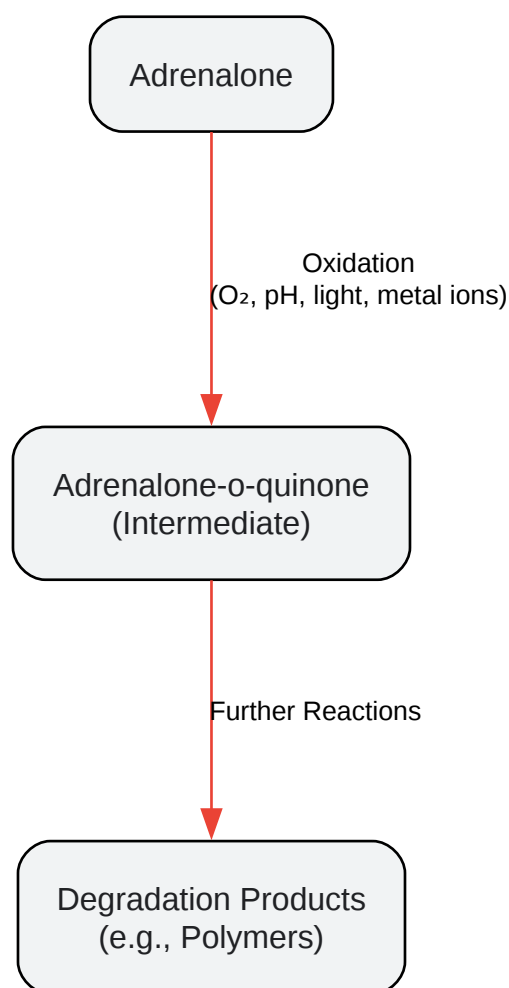 Adrenalone
Oxidation
(O₂, pH, light, metal ions)
Adrenalone-o-quinone
(Intermediate)
Further Reactions
Degradation Products
(e.g., Polymers)